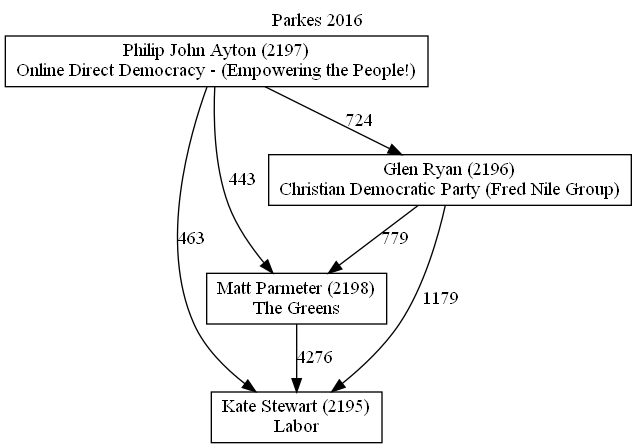 Parkes 2016
Philip John Ayton (2197)
Online Direct Democracy - (Empowering the People!)
724
Glen Ryan (2196)
Christian Democratic Party (Fred Nile Group)
443
463
779
Matt Parmeter (2198)
The Greens
1179
4276
Kate Stewart (2195)
Labor